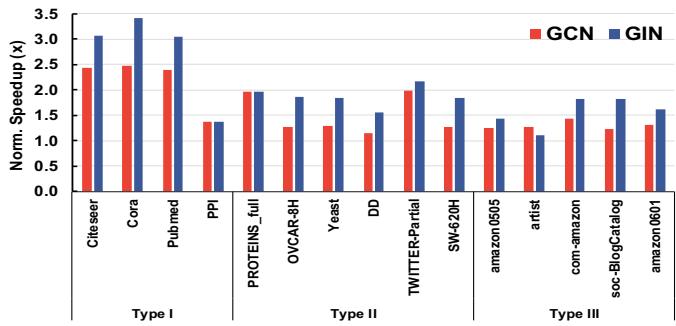 GCN GIN
Norm. Speedup (x)
3.5
3.0
2.5
2.0
1.5
1.0
0.5
0.0
Citeseer
Cora
Pubmed
PPI
PROTEINS_full
OVCAR-8H
Yeast
DD
TWITTER-Partial
SW-620H
amazon0505
artist
com-amazon
soc-BlogCatalog
amazon0601
Type I Type II Type III